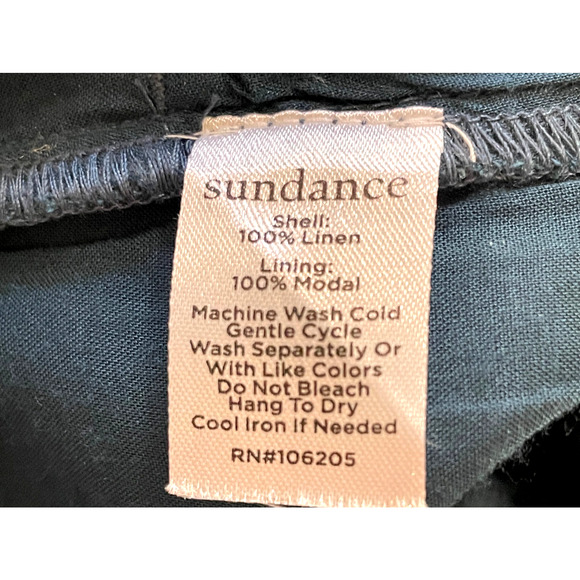 sundance
Shell:
100% Linen
Lining:
100% Modal
Machine Wash Cold
Gentle Cycle
Wash Separately Or
With Like Colors
Do Not Bleach
Hang To Dry
Cool Iron If Needed
RN#106205